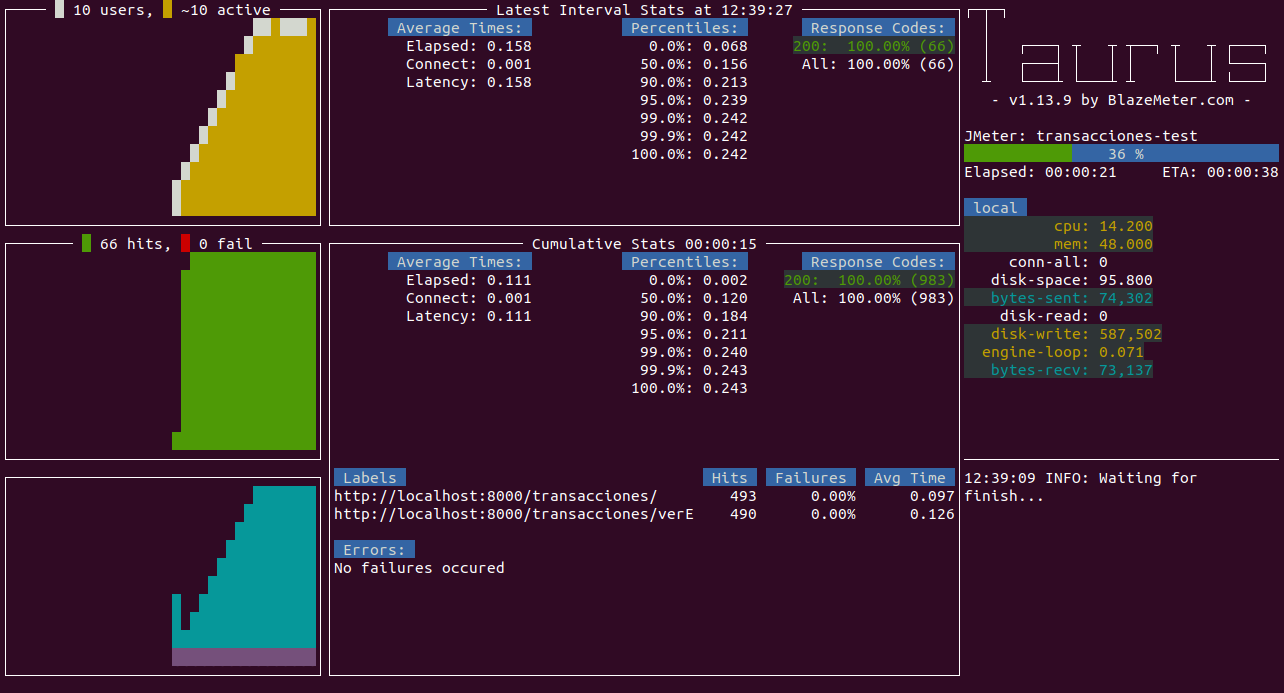 10 users, ~10 active
66 hits, 0 fail
Latest Interval Stats at 12:39:27
Average Times: Percentiles: Response Codes:
Elapsed: 0.158 0.0%: 0.068 200: 100.00% (66)
Connect: 0.001 50.0%: 0.156 All: 100.00% (66)
Latency: 0.158 90.0%: 0.213
95.0%: 0.239
99.0%: 0.242
99.9%: 0.242
100.0%: 0.242
Cumulative Stats 00:00:15
Average Times: Percentiles: Response Codes:
Elapsed: 0.111 0.0%: 0.002 200: 100.00% (983)
Connect: 0.001 50.0%: 0.120 All: 100.00% (983)
Latency: 0.111 90.0%: 0.184
95.0%: 0.211
99.0%: 0.240
99.9%: 0.243
100.0%: 0.243
Labels Hits Failures Avg Time
http://localhost:8000/transacciones/ 493 0.00% 0.097
http://localhost:8000/transacciones/verE 490 0.00% 0.126
Errors:
No failures occured
Taurus
- v1.13.9 by BlazeMeter.com -
JMeter: transacciones-test
36 %
Elapsed: 00:00:21 ETA: 00:00:38
local
cpu: 14.200
mem: 48.000
conn-all: 0
disk-space: 95.800
bytes-sent: 74,302
disk-read: 0
disk-write: 587,502
engine-loop: 0.071
bytes-recv: 73,137
12:39:09 INFO: Waiting for
finish...